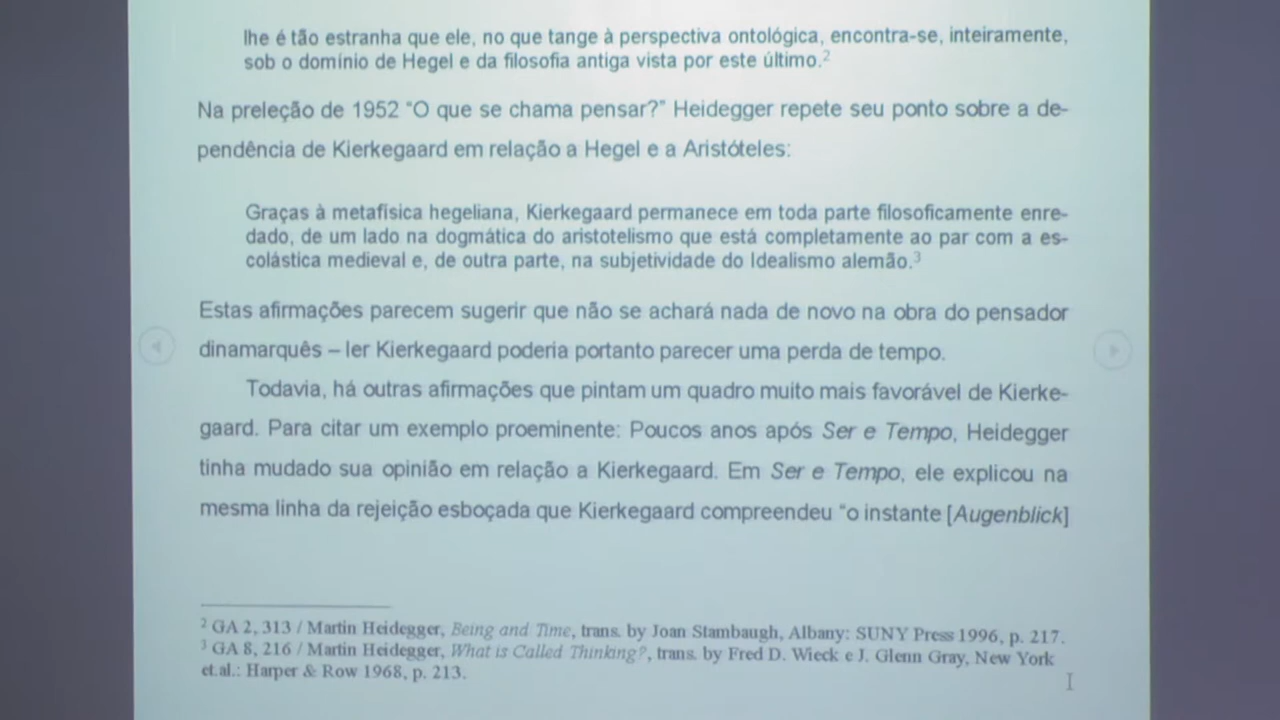 lhe é tão estranha que ele, no que tange à perspectiva ontológica, encontra-se, inteiramente,
sob o domínio de Hegel e da filosofia antiga vista por este último.2
Na preleção de 1952 “O que se chama pensar?” Heidegger repete seu ponto sobre a de-
pendência de Kierkegaard em relação a Hegel e a Aristóteles:
Graças à metafísica hegeliana, Kierkegaard permanece em toda parte filosoficamente enre-
dado, de um lado na dogmática do aristotelismo que está completamente ao par com a es-
colástica medieval e, de outra parte, na subjetividade do Idealismo alemão.3
Estas afirmações parecem sugerir que não se achará nada de novo na obra do pensador
dinamarquês – ler Kierkegaard poderia portanto parecer uma perda de tempo.
Todavia, há outras afirmações que pintam um quadro muito mais favorável de Kierke-
gaard. Para citar um exemplo proeminente: Poucos anos após Ser e Tempo, Heidegger
tinha mudado sua opinião em relação a Kierkegaard. Em Ser e Tempo, ele explicou na
mesma linha da rejeição esboçada que Kierkegaard compreendeu “o instante [Augenblick]
2 GA 2, 313 / Martin Heidegger, Being and Time, trans. by Joan Stambaugh, Albany: SUNY Press 1996, p. 217.
3 GA 8, 216 / Martin Heidegger, What is Called Thinking?, trans. by Fred D. Wieck e J. Glenn Gray, New York
et.al.: Harper & Row 1968, p. 213.